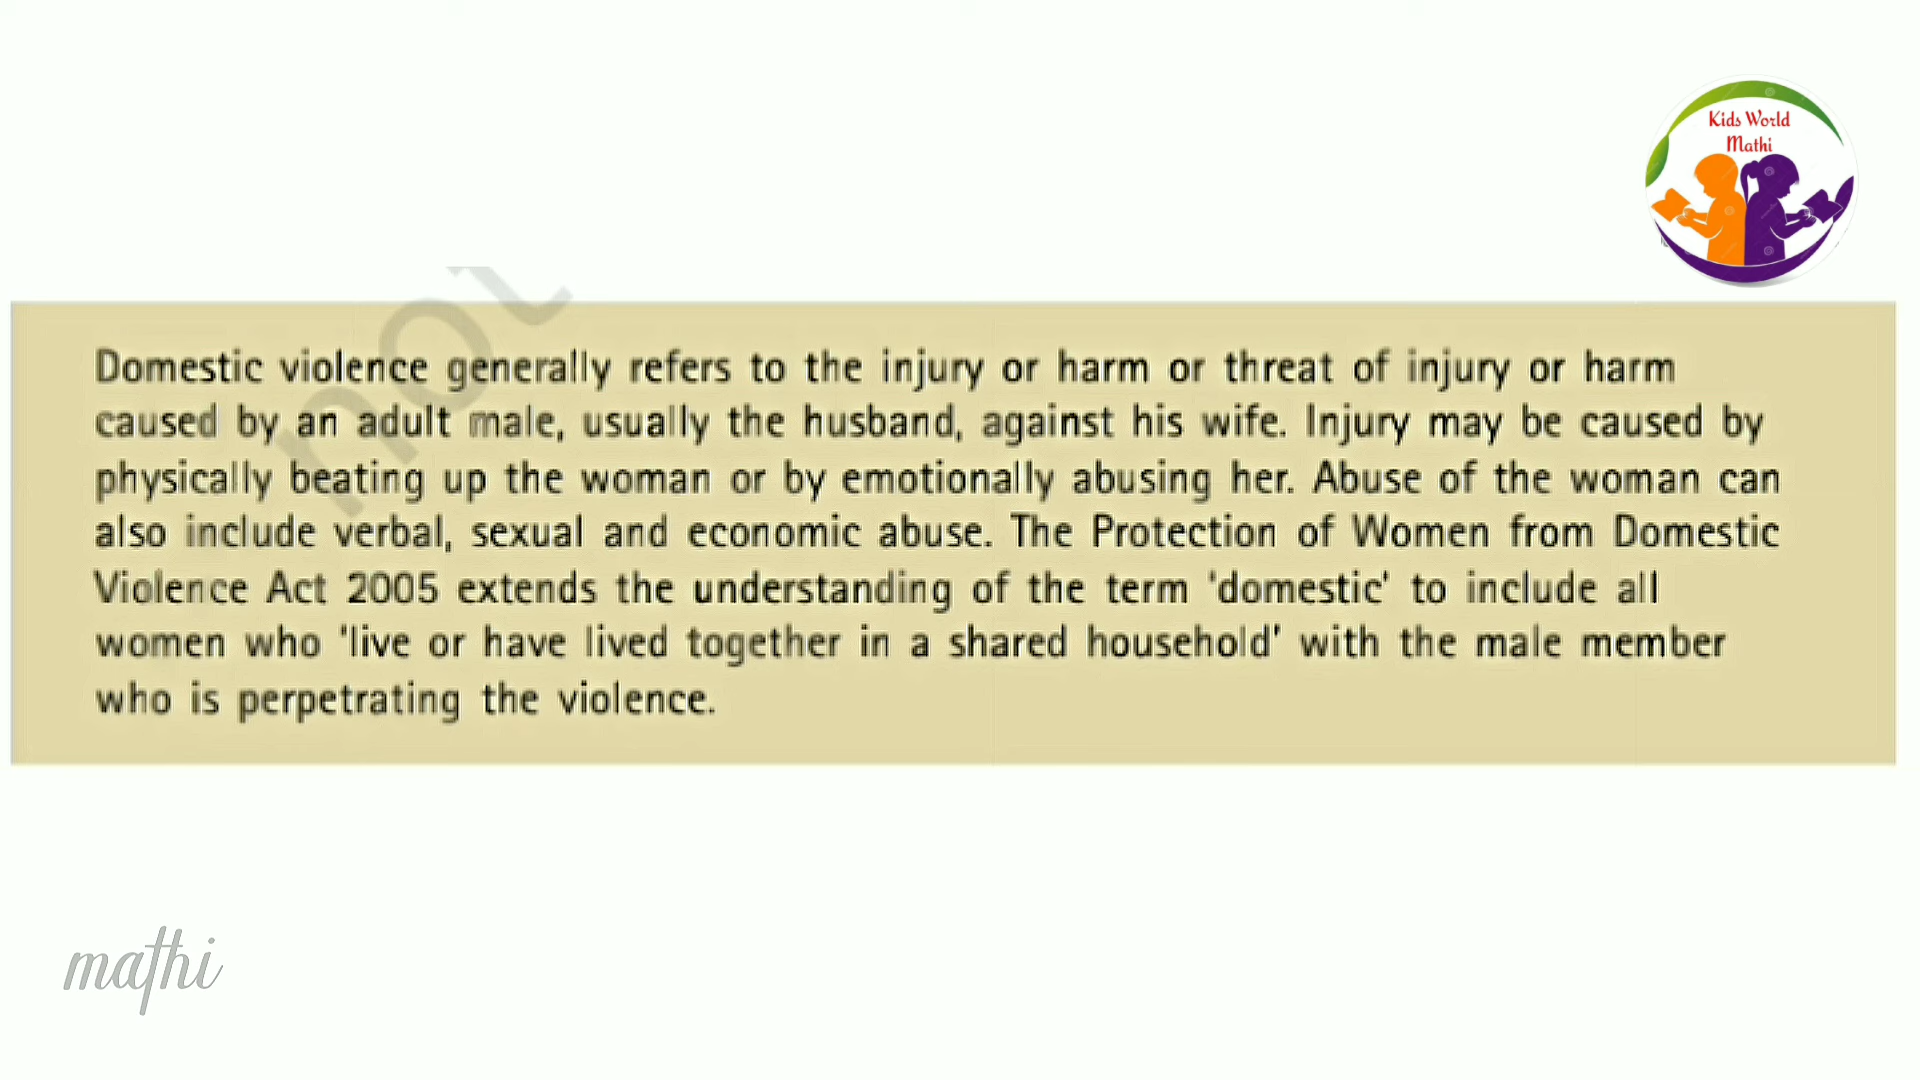 Kids World
Mathi
not
Domestic violence generally refers to the injury or harm or threat of injury or harm
caused by an adult male, usually the husband, against his wife. Injury may be caused by
physically beating up the woman or by emotionally abusing her. Abuse of the woman can
also include verbal, sexual and economic abuse. The Protection of Women from Domestic
Violence Act 2005 extends the understanding of the term 'domestic' to include all
women who 'live or have lived together in a shared household' with the male member
who is perpetrating the violence.
mathi